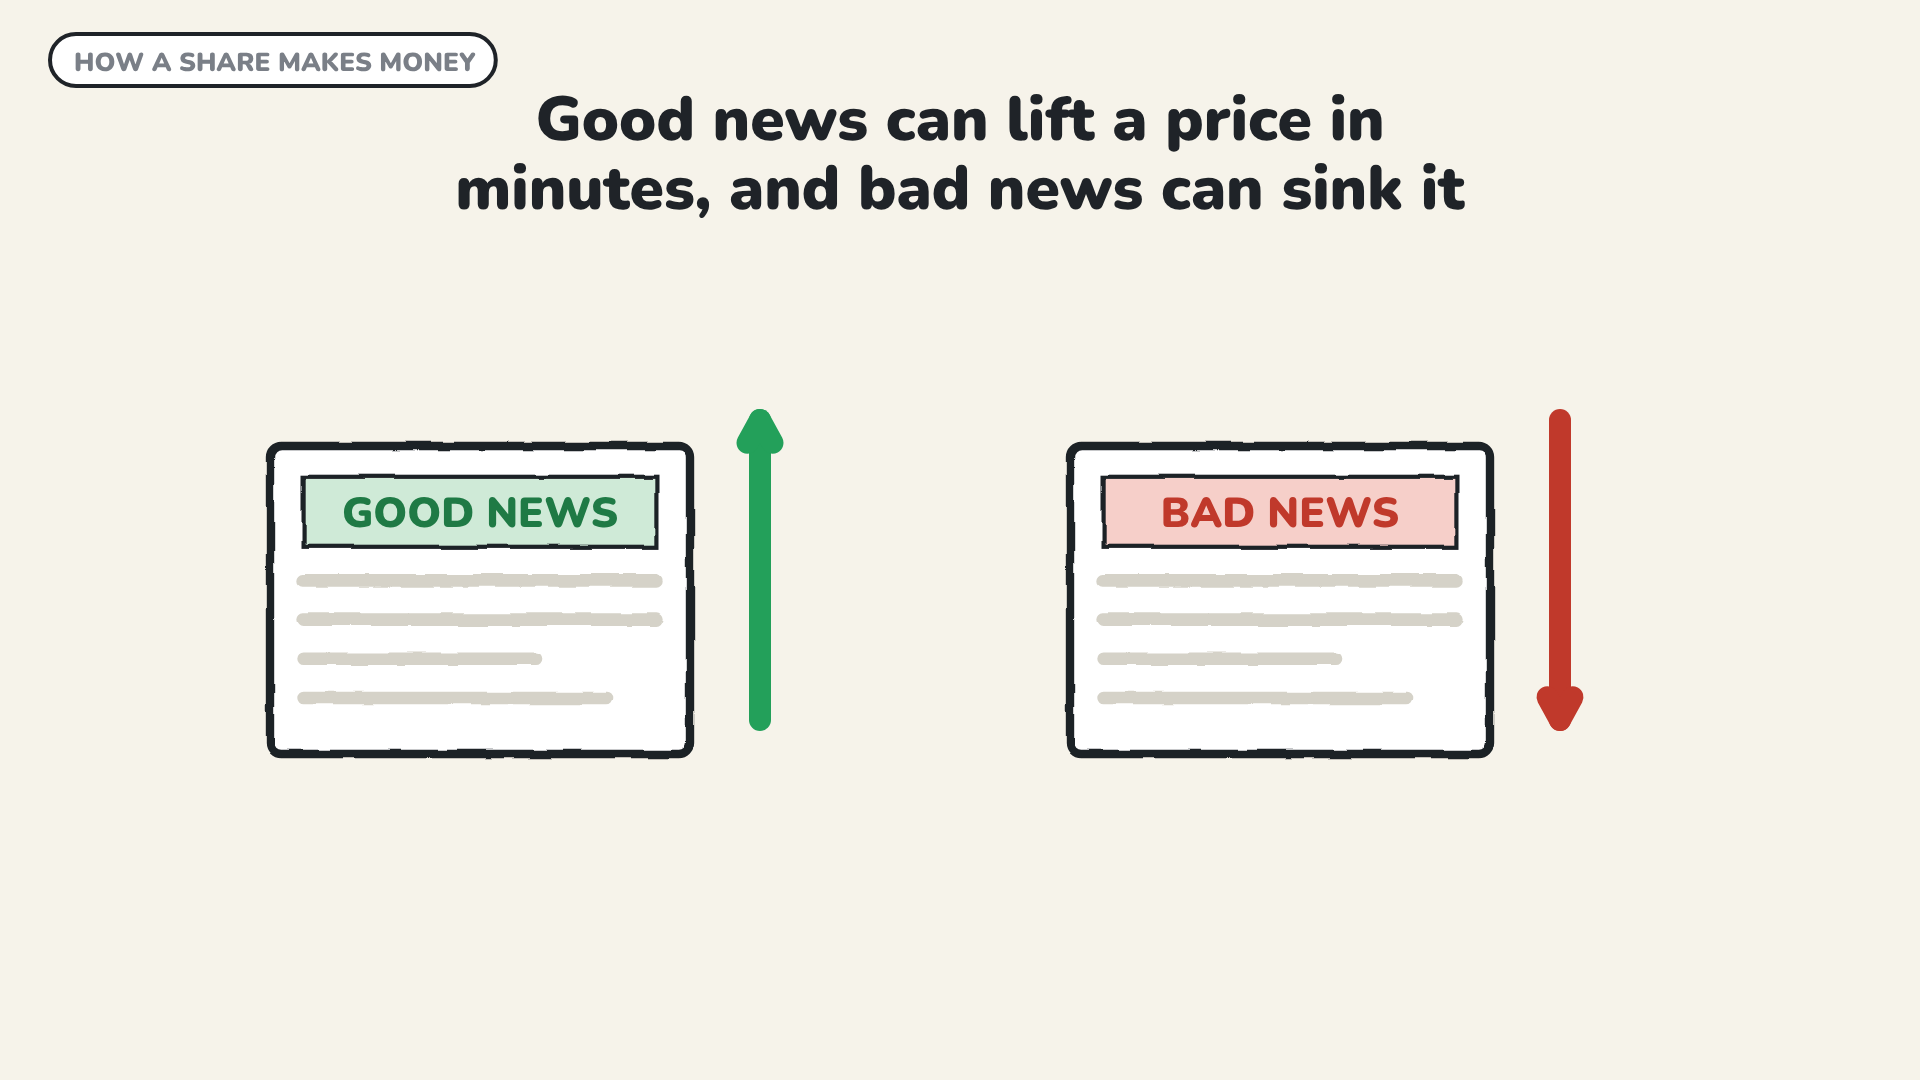 HOW A SHARE MAKES MONEY
Good news can lift a price in
minutes, and bad news can sink it
GOOD NEWS
BAD NEWS